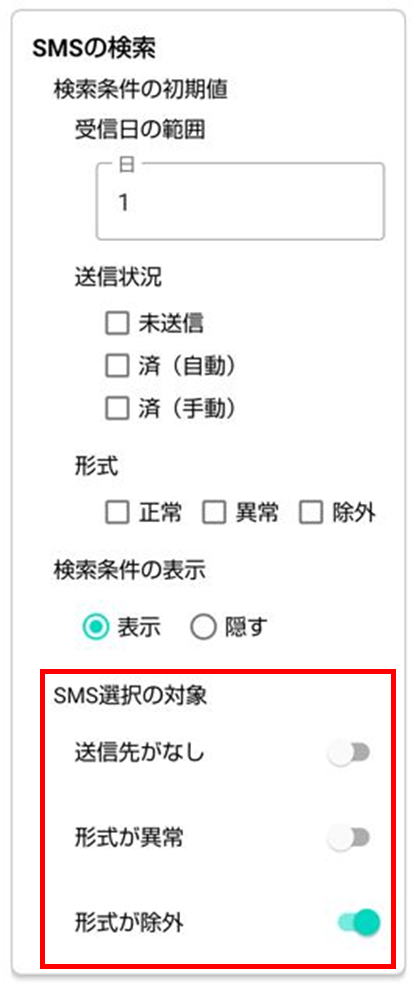 SMSの検索
検索条件の初期値
受信日の範囲
日
1
送信状況
未送信
済（自動）
済（手動）
形式
正常 異常 除外
検索条件の表示
表示 隠す
SMS選択の対象
送信先がなし
形式が異常
形式が除外